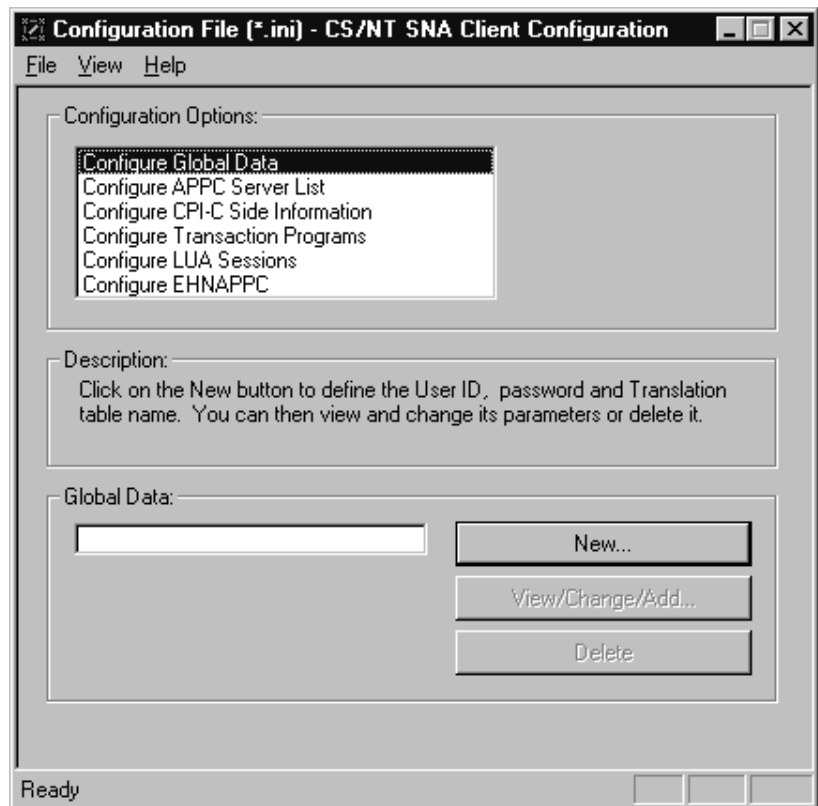 Configuration File (*.ini) - CS/NT SNA Client Configuration
File View Help
Configuration Options:
Configure Global Data
Configure APPC Server List
Configure CPI-C Side Information
Configure Transaction Programs
Configure LUA Sessions
Configure EHNAPPC
Description:
Click on the New button to define the User ID, password and Translation
table name. You can then view and change its parameters or delete it.
Global Data:
New...
View/Change/Add...
Delete
Ready